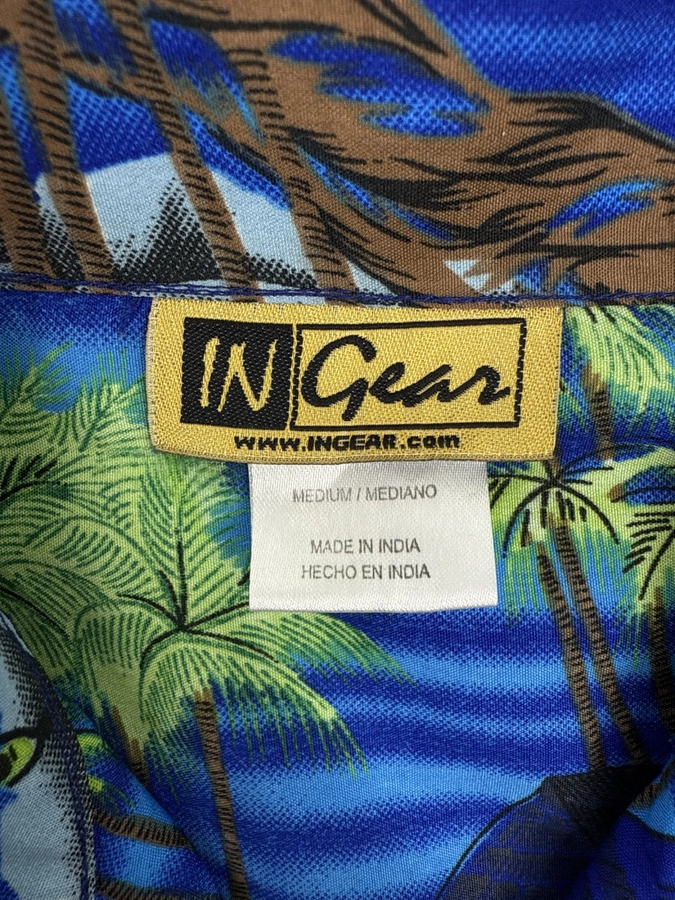 IN Gear
www.INGEAR.com
MEDIUM / MEDIANO
MADE IN INDIA
HECHO EN INDIA